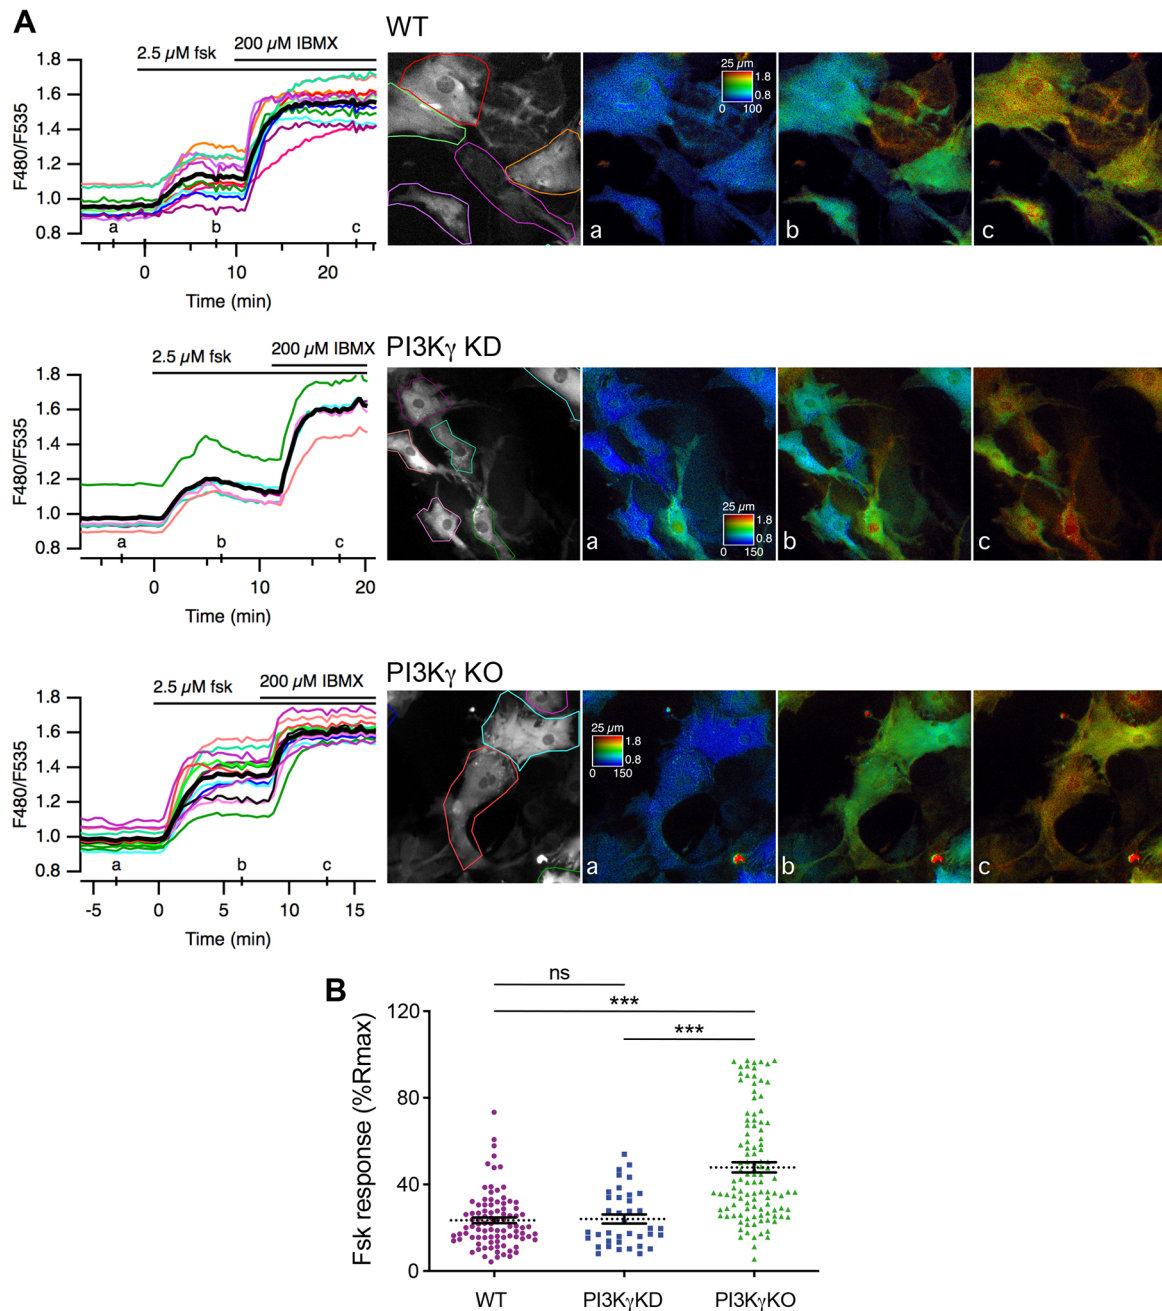 A
WT
2.5 µM fsk
200 µM IBMX
F480/F535
1.8
1.6
1.4
1.2
1.0
0.8
a
b
c
0
10
20
Time (min)
25 µm
1.8
0.8
0
100
a
b
c
PI3Kγ KD
2.5 µM fsk
200 µM IBMX
F480/F535
1.8
1.6
1.4
1.2
1.0
0.8
a
b
c
0
10
20
Time (min)
25 µm
1.8
0.8
0
150
a
b
c
PI3Kγ KO
2.5 µM fsk
200 µM IBMX
F480/F535
1.8
1.6
1.4
1.2
1.0
0.8
a
b
c
-5
0
5
10
15
Time (min)
25 µm
1.8
0.8
0
150
a
b
c
B
ns
***
***
Fsk response (%Rmax)
120
80
40
0
WT
PI3KγKD
PI3KγKO